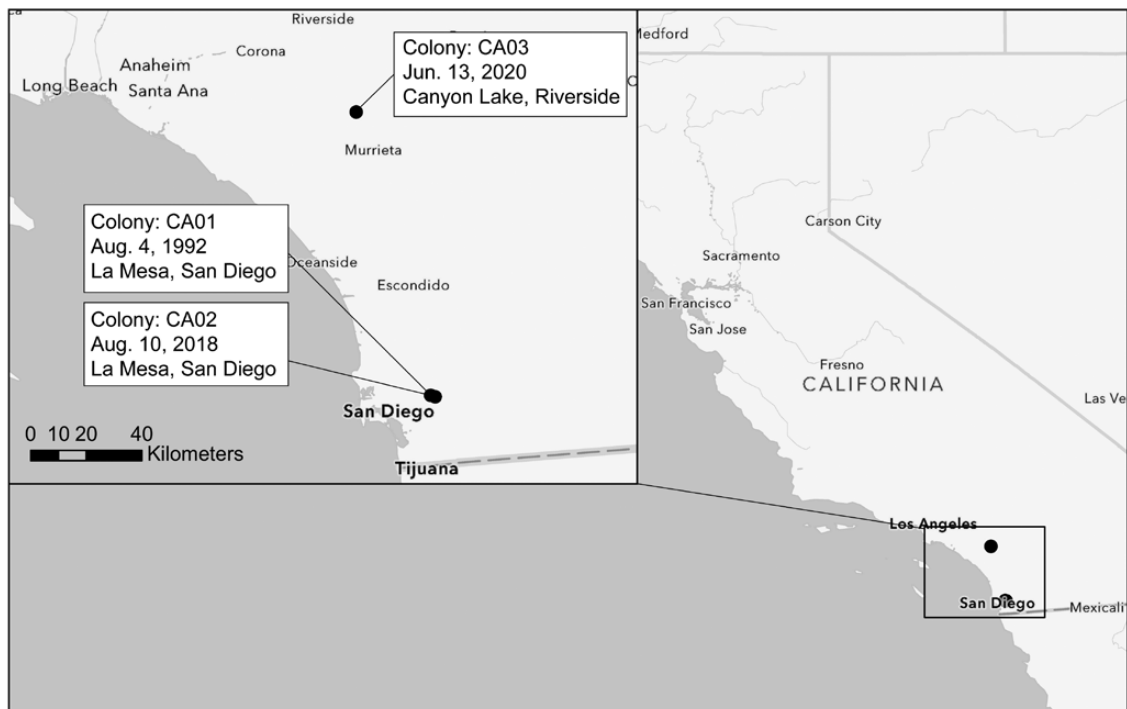 Riverside
Corona
Anaheim
Long Beach
Santa Ana
Colony: CA03
Jun. 13, 2020
Canyon Lake, Riverside
Murrieta
Colony: CA01
Aug. 4, 1992
La Mesa, San Diego
Oceanside
Escondido
Colony: CA02
Aug. 10, 2018
La Mesa, San Diego
San Diego
0 10 20 40
Kilometers
Tijuana
Medford
Carson City
Sacramento
San Francisco
San Jose
Fresno
CALIFORNIA
Las Ve
Los Angeles
San Diego
Mexicali